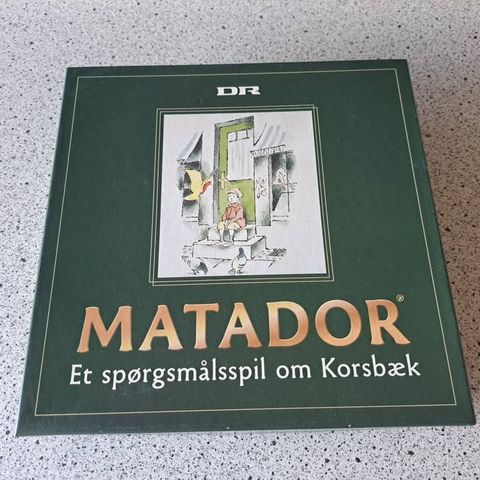 DR
MATADOR®
Et spørgsmålsspil om Korsbæk